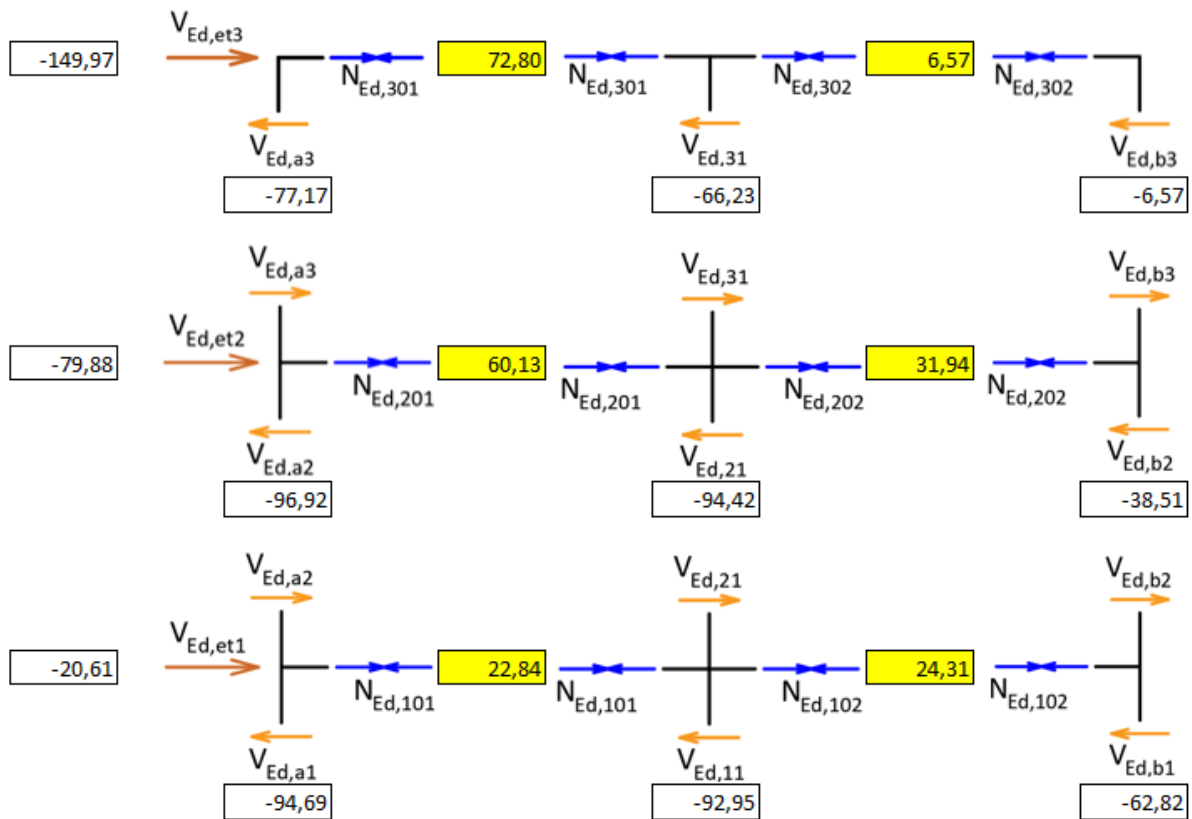 V_Ed,et3
-149,97
N_Ed,301
72,80
N_Ed,301
N_Ed,302
6,57
N_Ed,302
V_Ed,a3
V_Ed.31
V_Ed,b3
-77,17
-66,23
-6,57
V_Ed,a3
V_Ed,31
V_Ed,b3
V_Ed,et2
-79,88
N_Ed,201
60,13
N_Ed,201
N_Ed,202
31,94
N_Ed,202
V_Ed.a2
V_Ed,21
V_Ed,b2
-96,92
-94,42
-38,51
V_Ed,a2
V_Ed,21
V_Ed,b2
V_Ed,et1
-20,61
N_Ed,101
22,84
N_Ed,101
N_Ed,102
24,31
N_Ed,102
V_Ed,a1
V_Ed,11
V_Ed,b1
-94,69
-92,95
-62,82